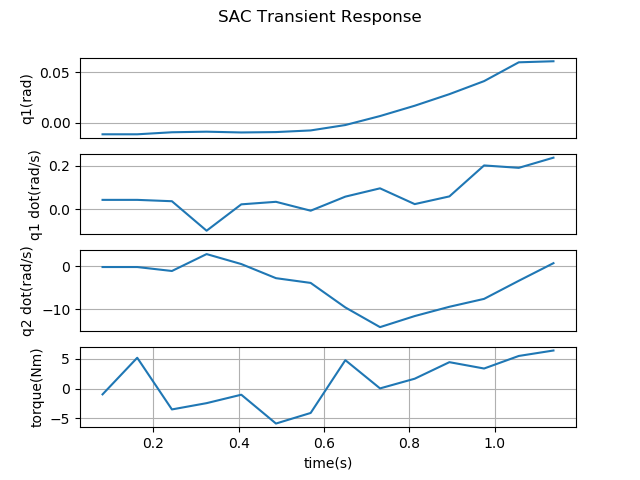 SAC Transient Response
q1(rad)
0.05
0.00
q1 dot(rad/s)
0.2
0.0
q2 dot(rad/s)
0
−10
torque(Nm)
5
0
−5
0.2 0.4 0.6 0.8 1.0
time(s)